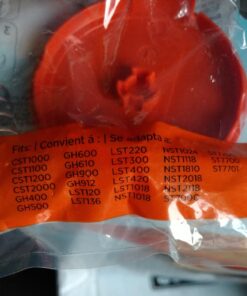 Fits: / Convient à : / Se adapta a:
CST1000 GH600 LST220 NST1024
CST1100 GH610 LST300 NST1118 ST7700
CST1200 GH900 LST400 NST1810 ST7701
CST2000 GH912 LST420 NST2018
GH400 LST120 LST1018 NST2118
GH500 LST136 NST1018 ST7000